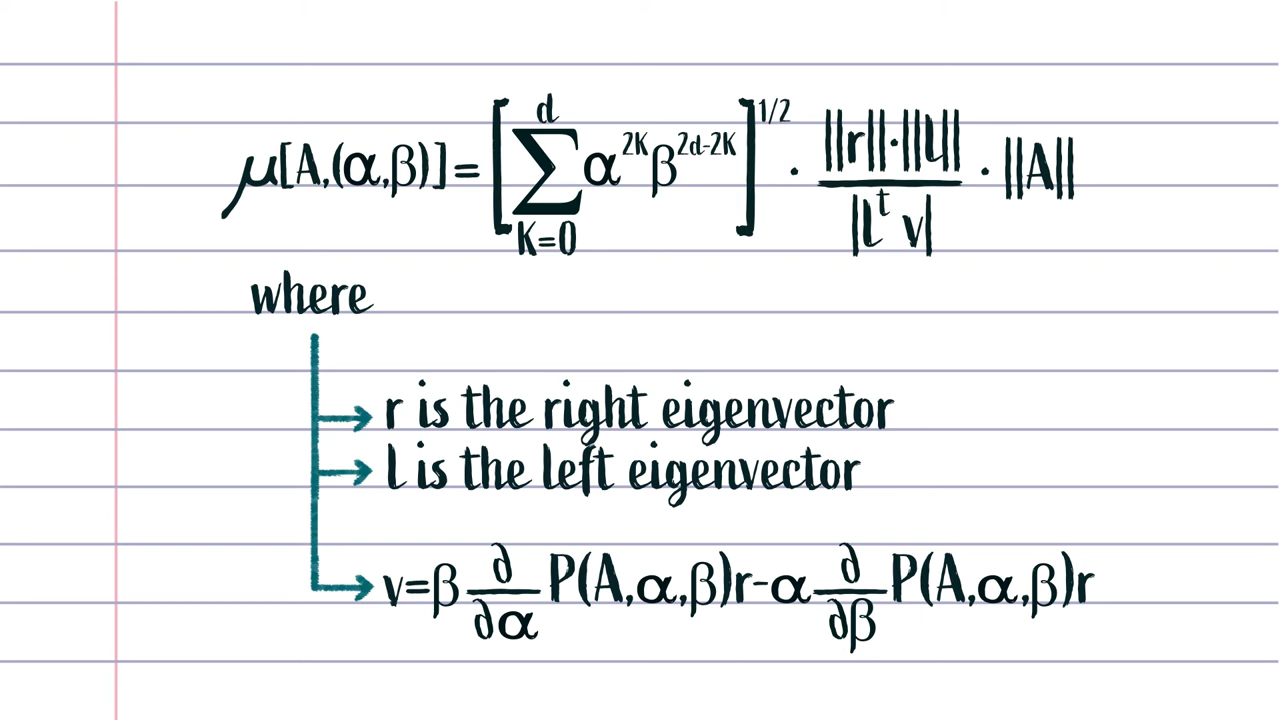 μ[A,(α,β)] = [∑_{K=0}^{d} α^{2K} β^{2d-2K}]^{1/2} · (||r||·||L||)/(|L^t v|) · ||A||
where
r is the right eigenvector
L is the left eigenvector
v=β ∂/∂α P(A,α,β)r-α ∂/∂β P(A,α,β)r